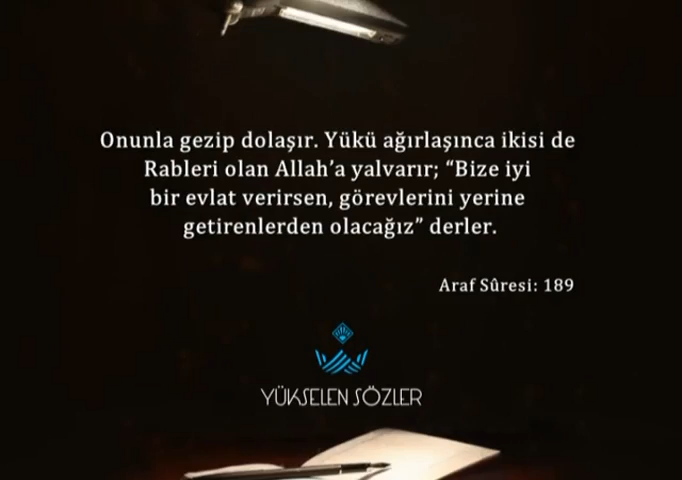 Onunla gezip dolaşır. Yükü ağırlaşınca ikisi de
Rableri olan Allah’a yalvarır; “Bize iyi
bir evlat verirsen, görevlerini yerine
getirenlerden olacağız” derler.
Araf Sûresi: 189
YÜKSELEN SÖZLER